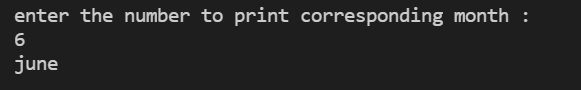 enter the number to print corresponding month :
6
june